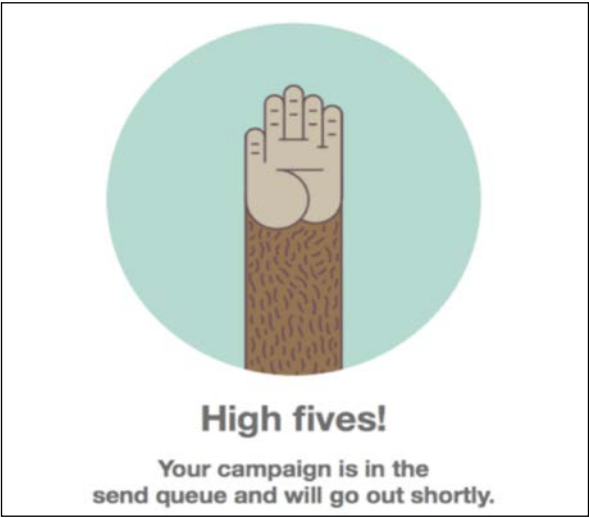 High fives!
Your campaign is in the
send queue and will go out shortly.